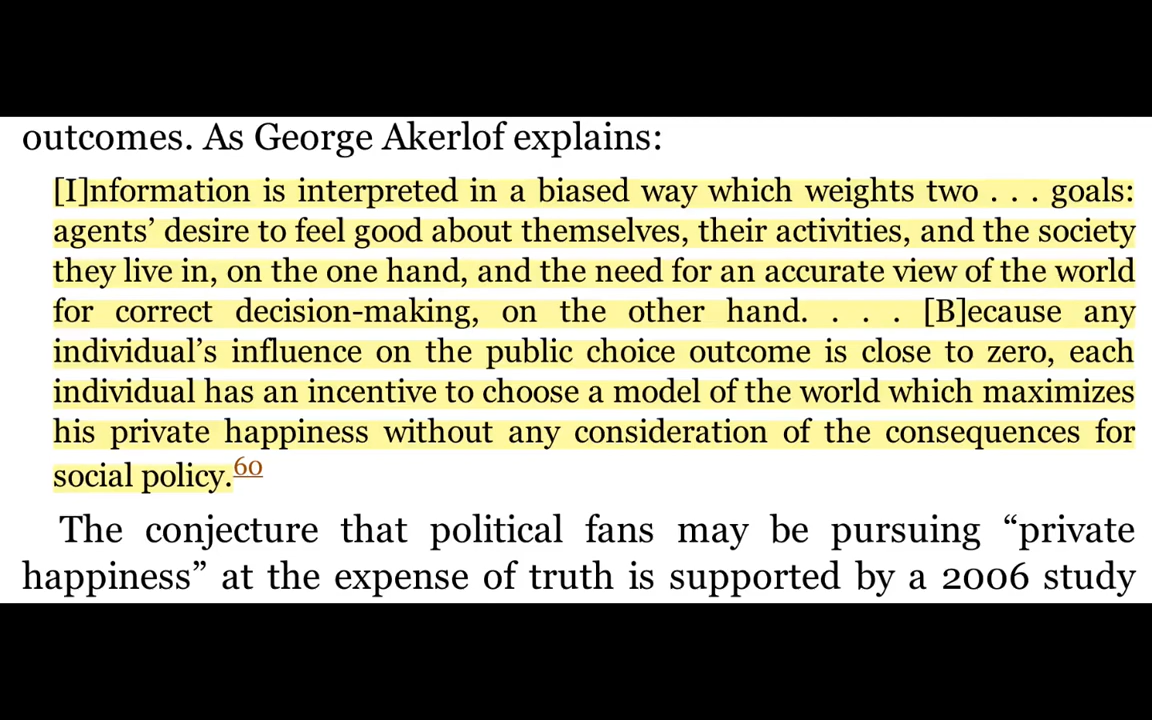 outcomes. As George Akerlof explains:
[I]nformation is interpreted in a biased way which weights two . . . goals:
agents’ desire to feel good about themselves, their activities, and the society
they live in, on the one hand, and the need for an accurate view of the world
for correct decision-making, on the other hand. . . . [B]ecause any
individual’s influence on the public choice outcome is close to zero, each
individual has an incentive to choose a model of the world which maximizes
his private happiness without any consideration of the consequences for
social policy.60
The conjecture that political fans may be pursuing “private
happiness” at the expense of truth is supported by a 2006 study